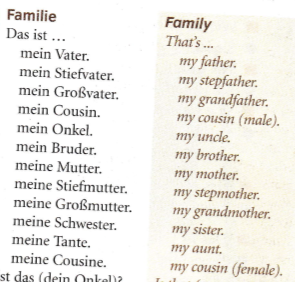 Familie
Das ist ...
mein Vater.
mein Stiefvater.
mein Großvater.
mein Cousin.
mein Onkel.
mein Bruder.
meine Mutter.
meine Stiefmutter.
meine Großmutter.
meine Schwester.
meine Tante.
meine Cousine.
st das (dein Onkel)?
Family
That's ...
my father.
my stepfather.
my grandfather.
my cousin (male).
my uncle.
my brother.
my mother.
my stepmother.
my grandmother.
my sister.
my aunt.
my cousin (female).